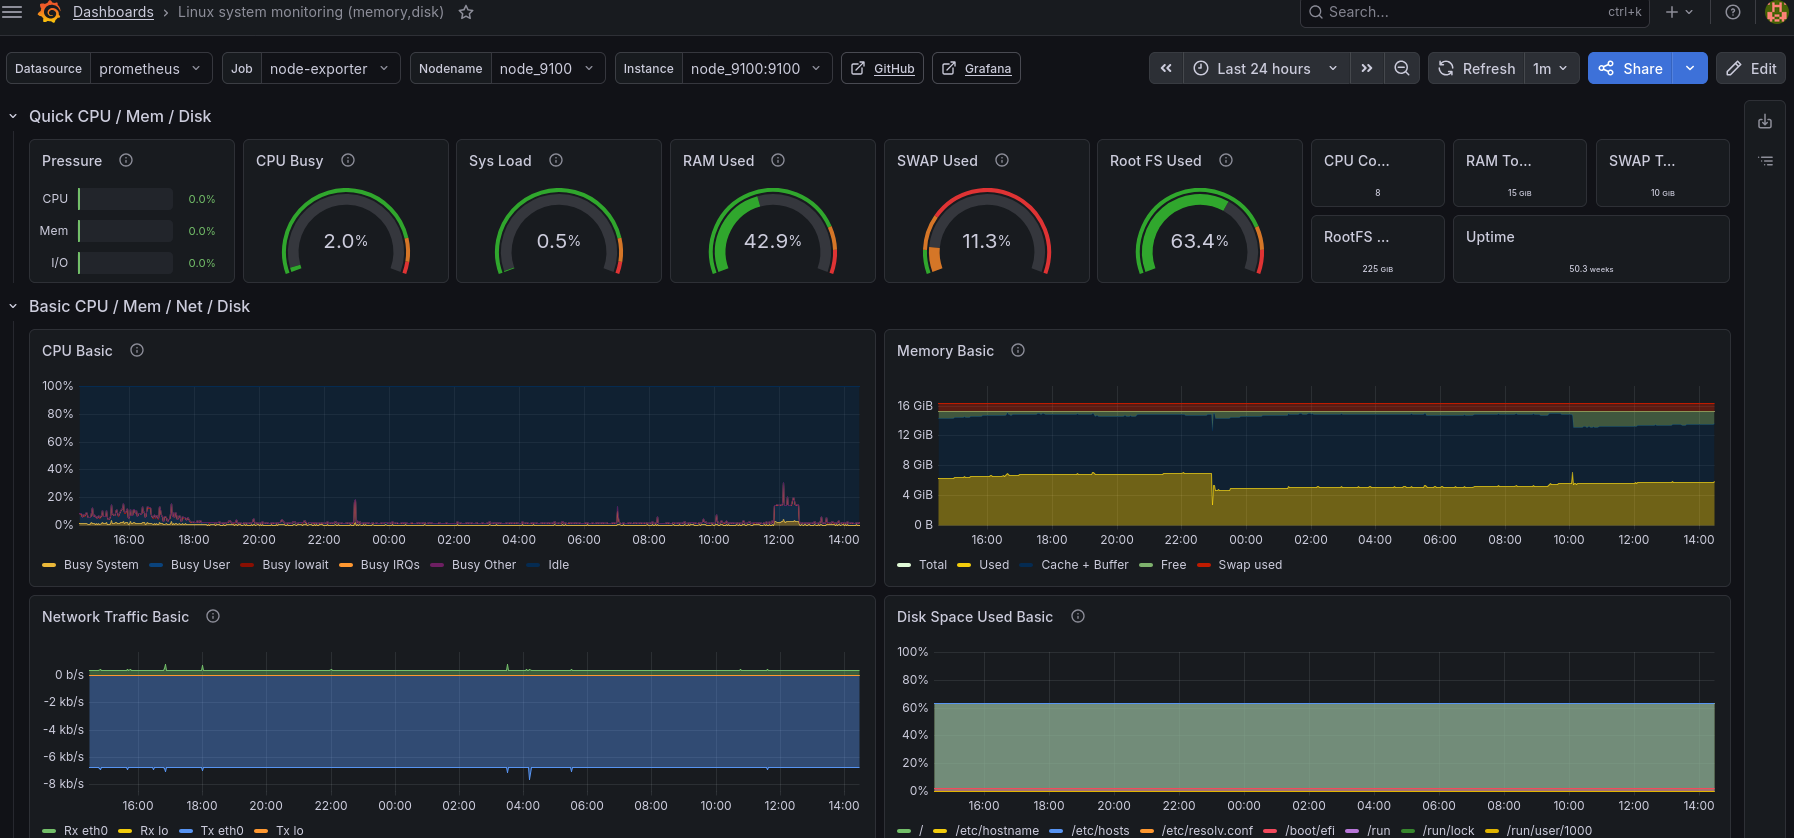 Dashboards › Linux system monitoring (memory,disk) Search... ctrl+k
Datasource prometheus Job node-exporter Nodename node_9100 Instance node_9100:9100 GitHub Grafana Last 24 hours Refresh 1m Share Edit
Quick CPU / Mem / Disk
Pressure
CPU 0.0%
Mem 0.0%
I/O 0.0%
CPU Busy
2.0%
Sys Load
0.5%
RAM Used
42.9%
SWAP Used
11.3%
Root FS Used
63.4%
CPU Co...
8
RAM To...
15 GiB
SWAP T...
10 GiB
RootFS ...
225 GiB
Uptime
50.3 weeks
Basic CPU / Mem / Net / Disk
CPU Basic
100%
80%
60%
40%
20%
0%
16:00 18:00 20:00 22:00 00:00 02:00 04:00 06:00 08:00 10:00 12:00 14:00
Busy System Busy User Busy Iowait Busy IRQs Busy Other Idle
Memory Basic
16 GiB
12 GiB
8 GiB
4 GiB
0 B
16:00 18:00 20:00 22:00 00:00 02:00 04:00 06:00 08:00 10:00 12:00 14:00
Total Used Cache + Buffer Free Swap used
Network Traffic Basic
0 b/s
-2 kb/s
-4 kb/s
-6 kb/s
-8 kb/s
16:00 18:00 20:00 22:00 00:00 02:00 04:00 06:00 08:00 10:00 12:00 14:00
Rx eth0 Rx lo Tx eth0 Tx lo
Disk Space Used Basic
100%
80%
60%
40%
20%
0%
16:00 18:00 20:00 22:00 00:00 02:00 04:00 06:00 08:00 10:00 12:00 14:00
/ /etc/hostname /etc/hosts /etc/resolv.conf /boot/efi /run /run/lock /run/user/1000